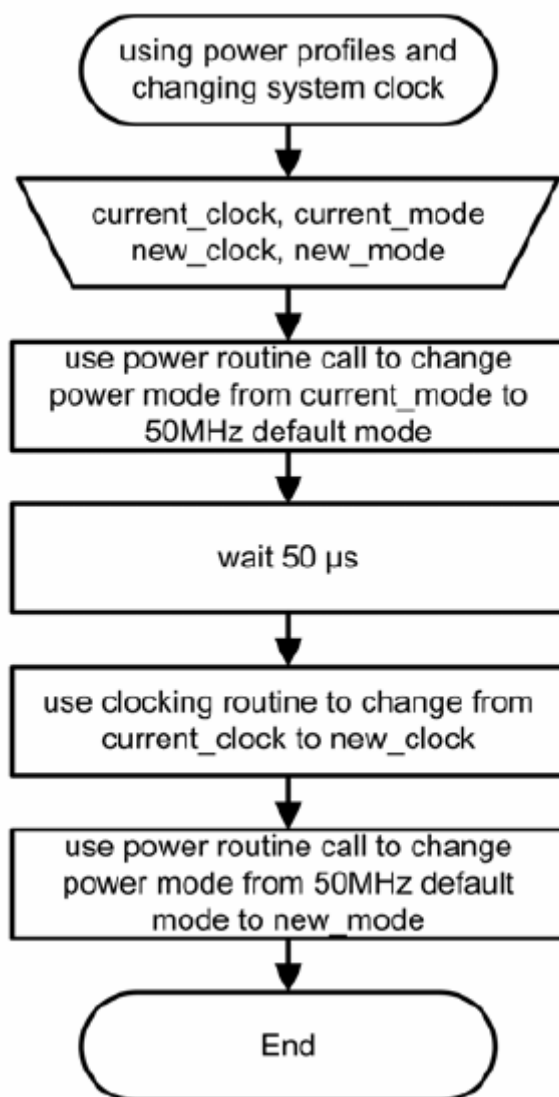 using power profiles and
changing system clock
current_clock, current_mode
new_clock, new_mode
use power routine call to change
power mode from current_mode to
50MHz default mode
wait 50 µs
use clocking routine to change from
current_clock to new_clock
use power routine call to change
power mode from 50MHz default
mode to new_mode
End